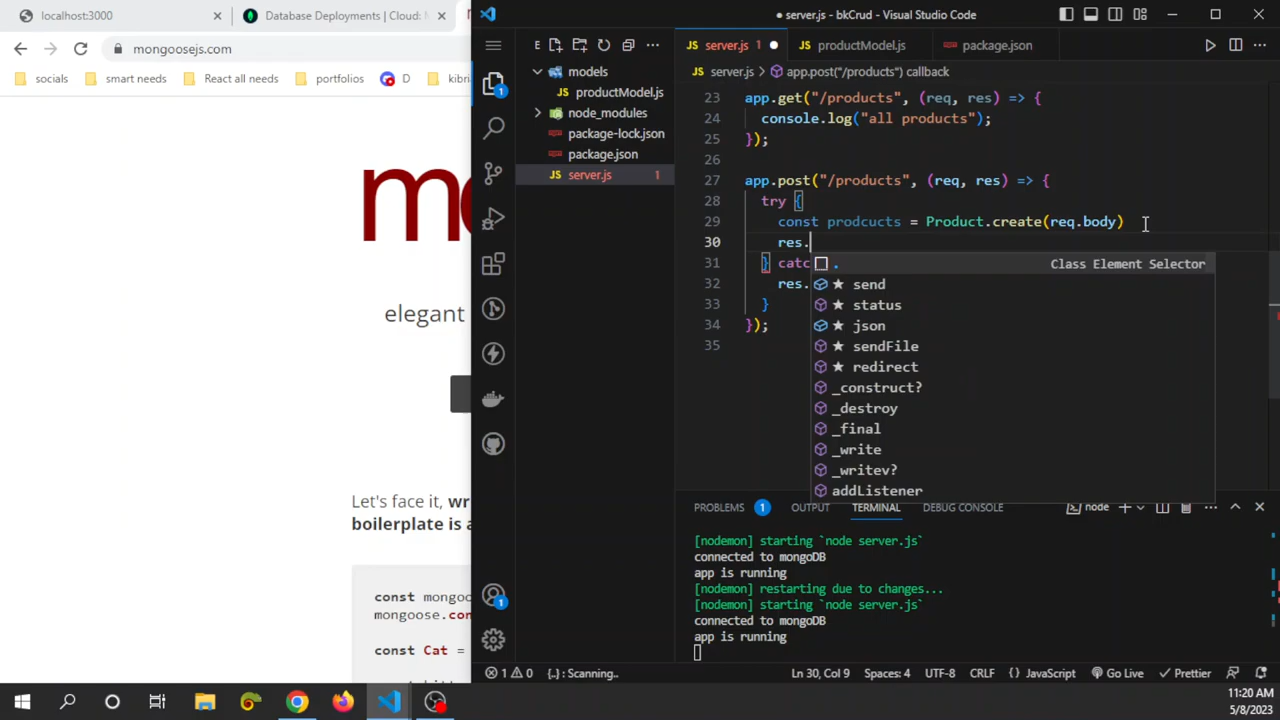 localhost:3000
Database Deployments | Cloud: M
mongoosejs.com
socials
smart needs
React all needs
portfolios
D
kibri
elegant
Let's face it, wr
boilerplate is a
const mongoo
mongoose.con
const Cat =
server.js - bkCrud - Visual Studio Code
E
server.js 1
productModel.js
package.json
models
productModel.js
node_modules
package-lock.json
package.json
server.js 1
server.js > app.post("/products") callback
23 app.get("/products", (req, res) => {
24 console.log("all products");
25 });
26
27 app.post("/products", (req, res) => {
28 try {
29 const prodcucts = Product.create(req.body)
30 res.
31 } catc
32 res.
33 }
34 });
35
. Class Element Selector
send
status
json
sendFile
redirect
_construct?
_destroy
_final
_write
_writev?
addListener
PROBLEMS 1 OUTPUT TERMINAL DEBUG CONSOLE node
[nodemon] starting `node server.js`
connected to mongoDB
app is running
[nodemon] restarting due to changes...
[nodemon] starting `node server.js`
connected to mongoDB
app is running
1 0 {..} : Scanning.. Ln 30, Col 9 Spaces: 4 UTF-8 CRLF {} JavaScript Go Live Prettier
11:20 AM
5/8/2023